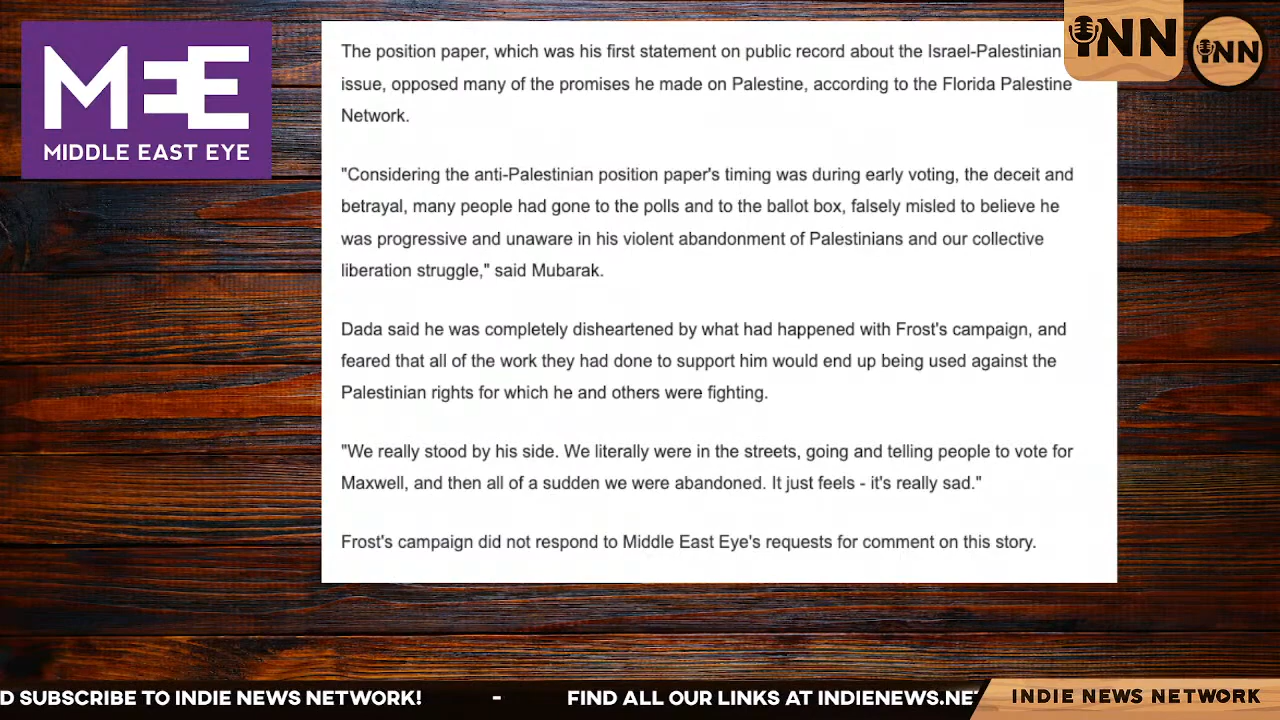 MEE
MIDDLE EAST EYE
The position paper, which was his first statement on public record about the Israel-Palestinian
issue, opposed many of the promises he made on Palestine, according to the Florida Palestine
Network.
"Considering the anti-Palestinian position paper's timing was during early voting, the deceit and
betrayal, many people had gone to the polls and to the ballot box, falsely misled to believe he
was progressive and unaware in his violent abandonment of Palestinians and our collective
liberation struggle," said Mubarak.
Dada said he was completely disheartened by what had happened with Frost's campaign, and
feared that all of the work they had done to support him would end up being used against the
Palestinian rights for which he and others were fighting.
"We really stood by his side. We literally were in the streets, going and telling people to vote for
Maxwell, and then all of a sudden we were abandoned. It just feels - it's really sad."
Frost's campaign did not respond to Middle East Eye's requests for comment on this story.
INN
INN
D SUBSCRIBE TO INDIE NEWS NETWORK! - FIND ALL OUR LINKS AT INDIENEWS.NE
INDIE NEWS NETWORK